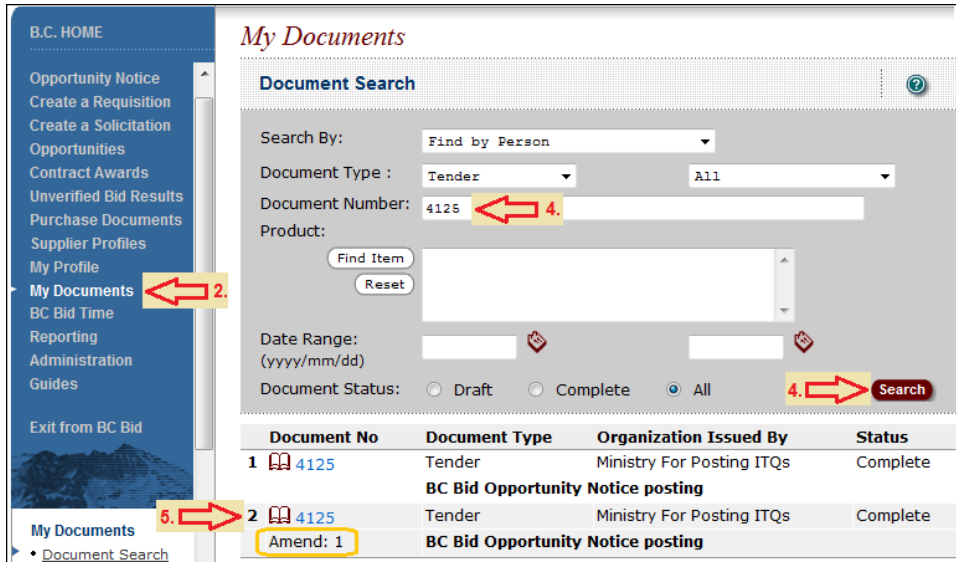 B.C. HOME
Opportunity Notice
Create a Requisition
Create a Solicitation
Opportunities
Contract Awards
Unverified Bid Results
Purchase Documents
Supplier Profiles
My Profile
My Documents
2.
BC Bid Time
Reporting
Administration
Guides
Exit from BC Bid
My Documents
• Document Search
My Documents
Document Search
?
Search By: Find by Person
Document Type : Tender All
Document Number: 4125 4.
Product:
Find Item
Reset
Date Range:
(yyyy/mm/dd)
Document Status: Draft Complete All 4. Search
Document No Document Type Organization Issued By Status
1 4125 Tender Ministry For Posting ITQs Complete
BC Bid Opportunity Notice posting
5. 2 4125 Tender Ministry For Posting ITQs Complete
Amend: 1 BC Bid Opportunity Notice posting